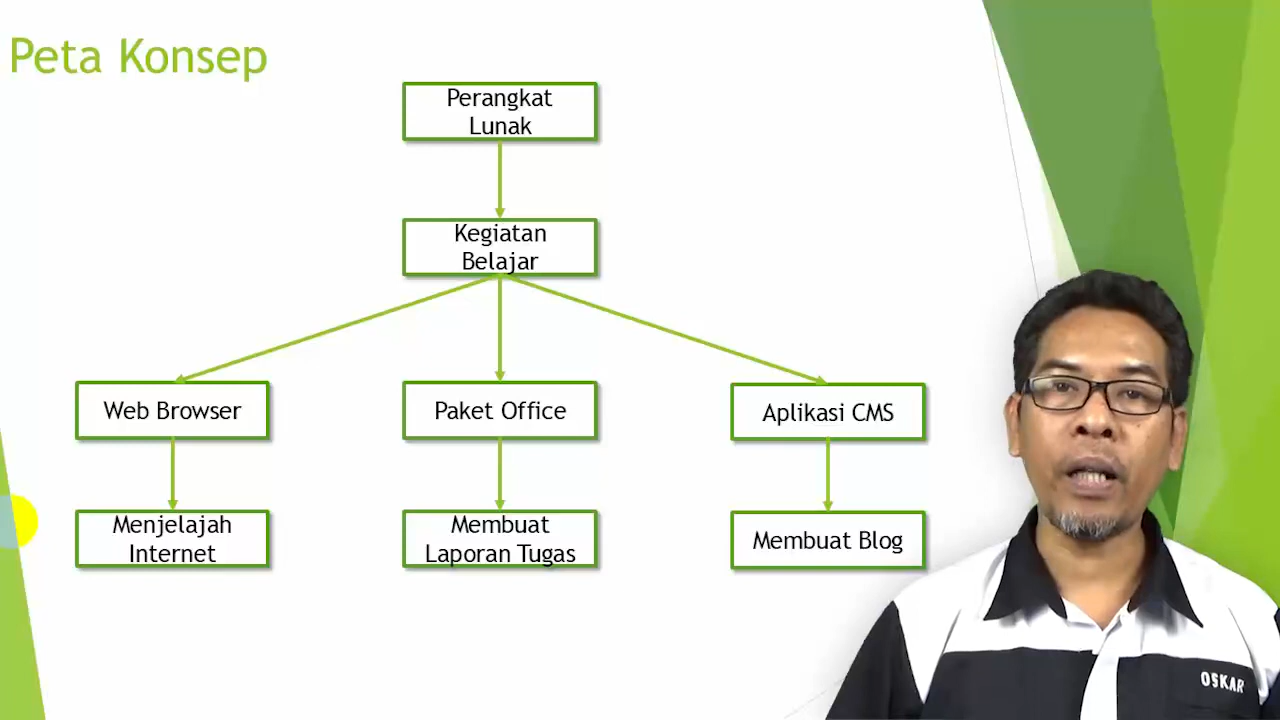 Peta Konsep
Perangkat
Lunak
Kegiatan
Belajar
Web Browser
Paket Office
Aplikasi CMS
Menjelajah
Internet
Membuat
Laporan Tugas
Membuat Blog
OSKAR